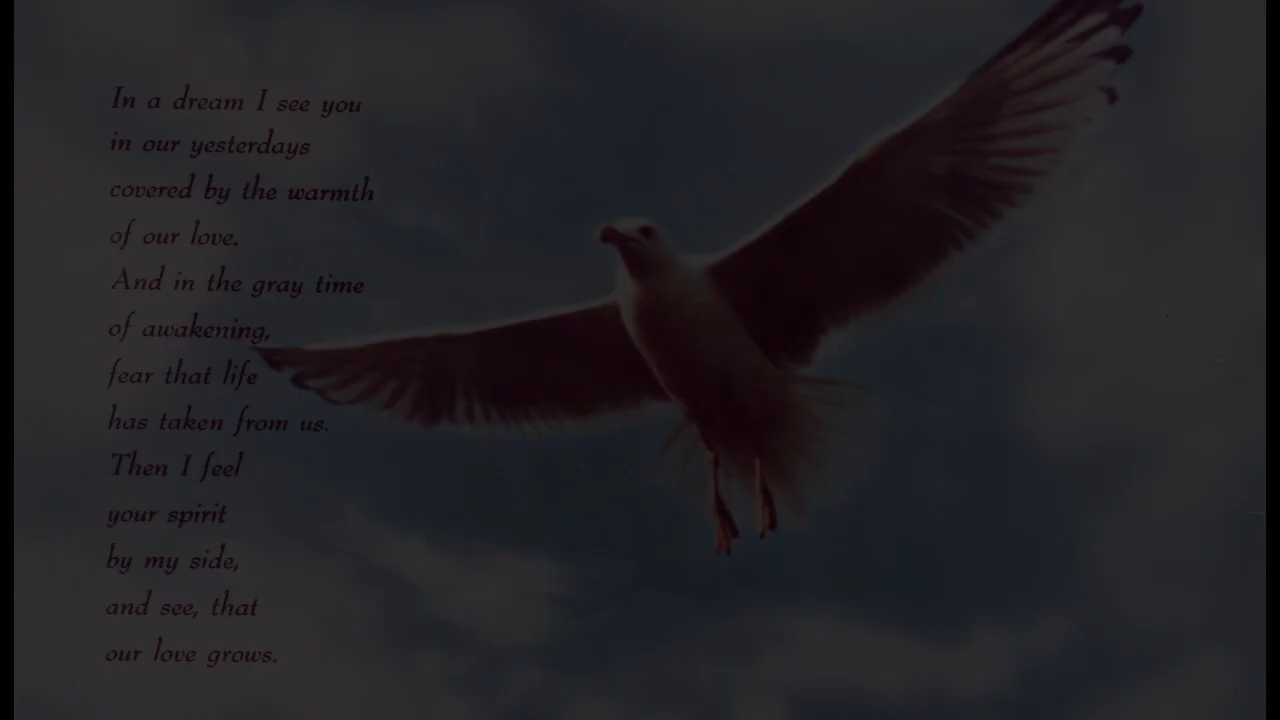 In a dream I see you
in our yesterdays
covered by the warmth
of our love.
And in the gray time
of awakening,
fear that life
has taken from us.
Then I feel
your spirit
by my side,
and see, that
our love grows.